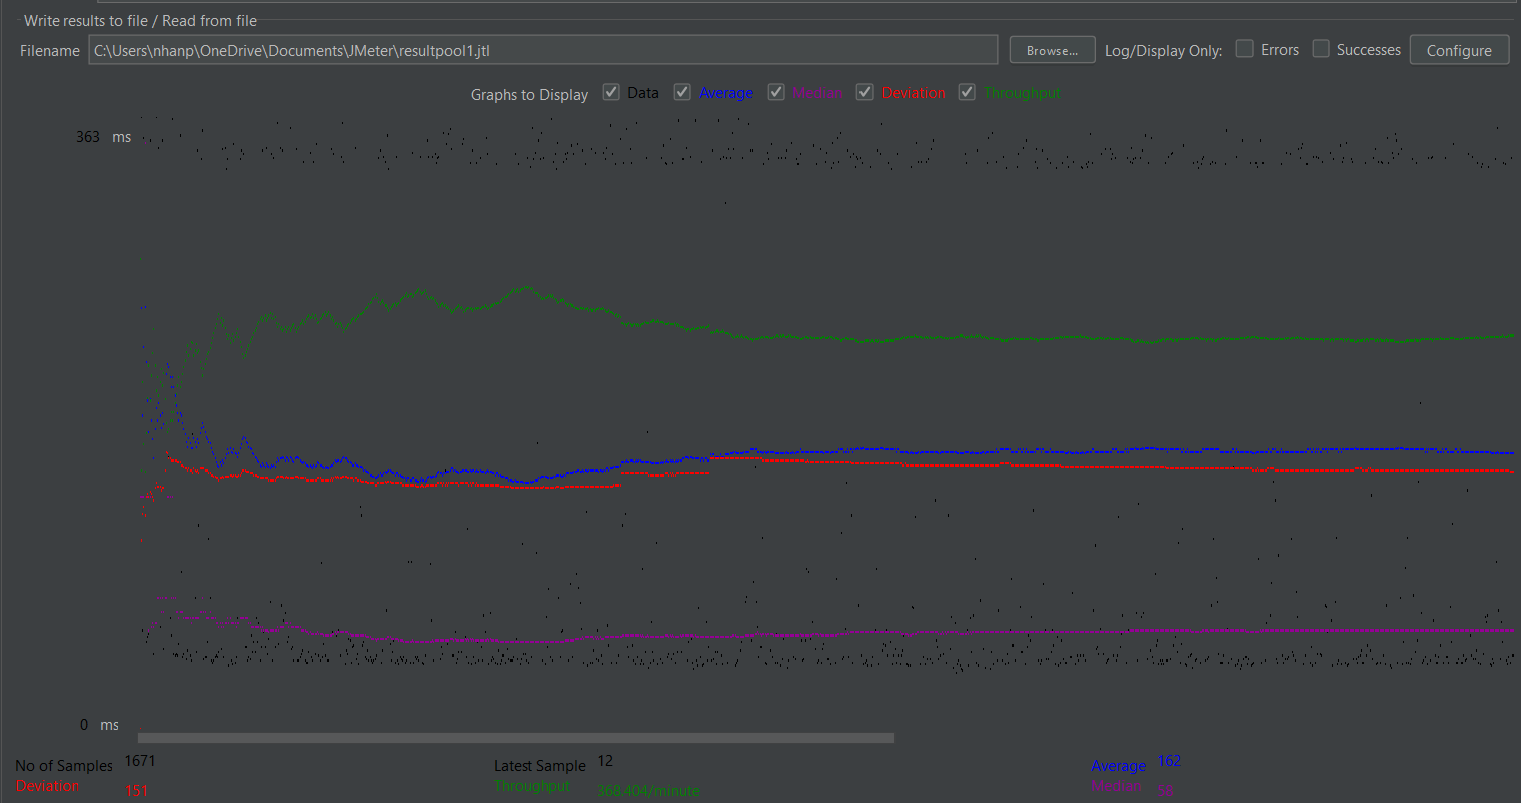 Write results to file / Read from file
Filename C:\Users\nhanp\OneDrive\Documents\JMeter\resultpool1.jtl Browse... Log/Display Only: Errors Successes Configure
Graphs to Display Data Average Median Deviation Throughput
363 ms
0 ms
No of Samples 1671 Latest Sample 12 Average 162
Deviation 151 Throughput 368.404/minute Median